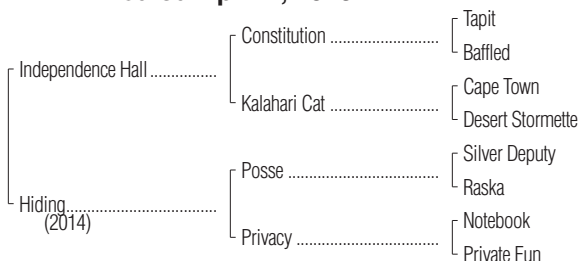 Tapit
Constitution
Baffled
Independence Hall
Cape Town
Kalahari Cat
Desert Stormette
Silver Deputy
Posse
Raska
Hiding
(2014)
Notebook
Privacy
Private Fun